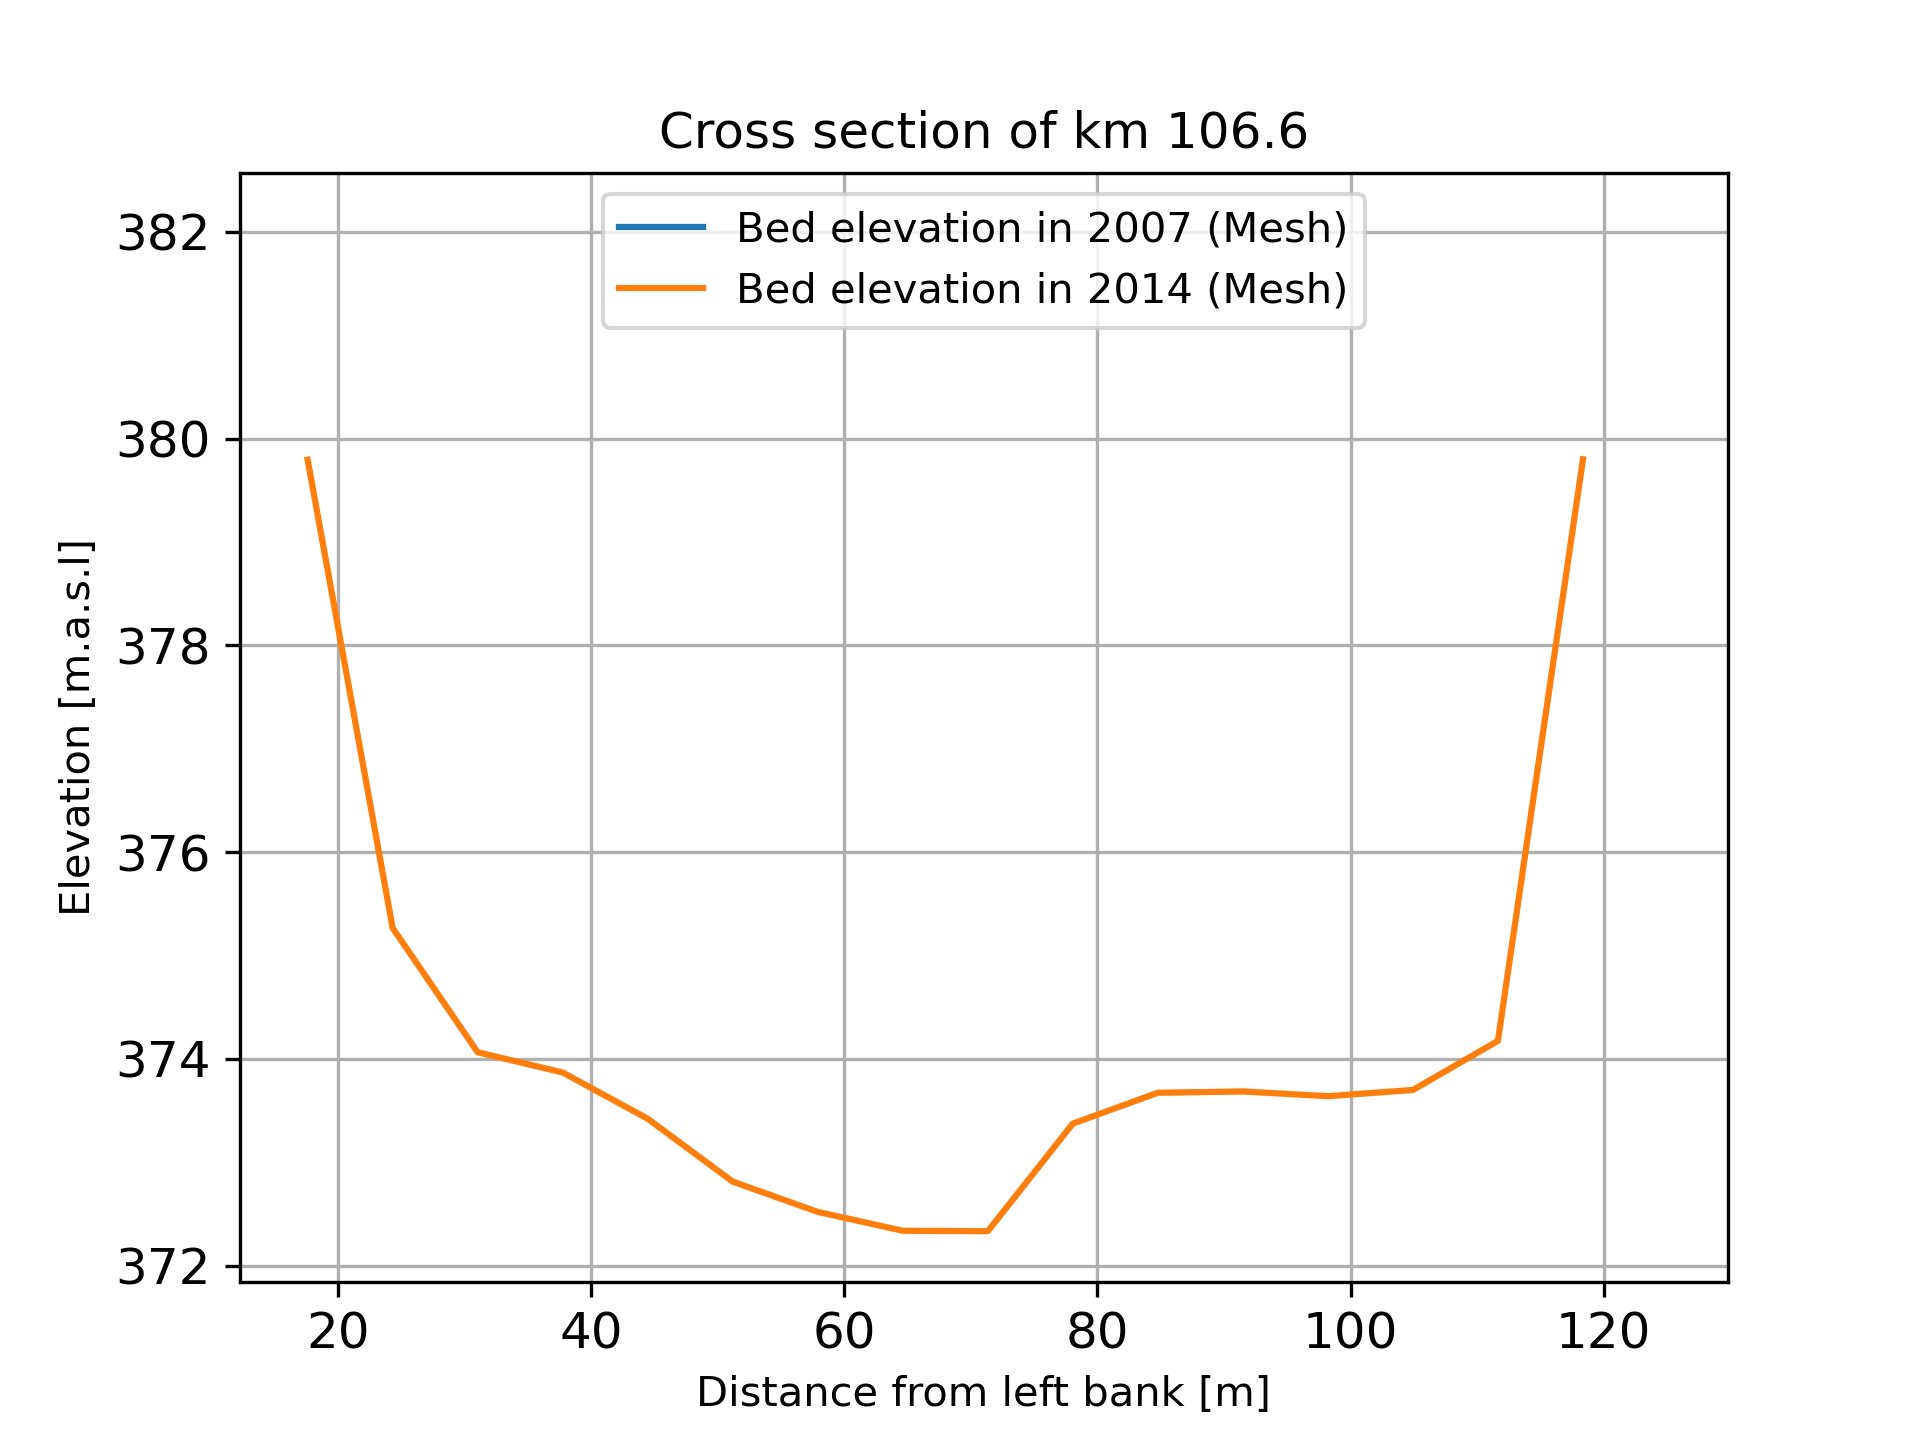 Cross section of km 106.6
Bed elevation in 2007 (Mesh)
Bed elevation in 2014 (Mesh)
Elevation [m.a.s.l]
382
380
378
376
374
372
20 40 60 80 100 120
Distance from left bank [m]